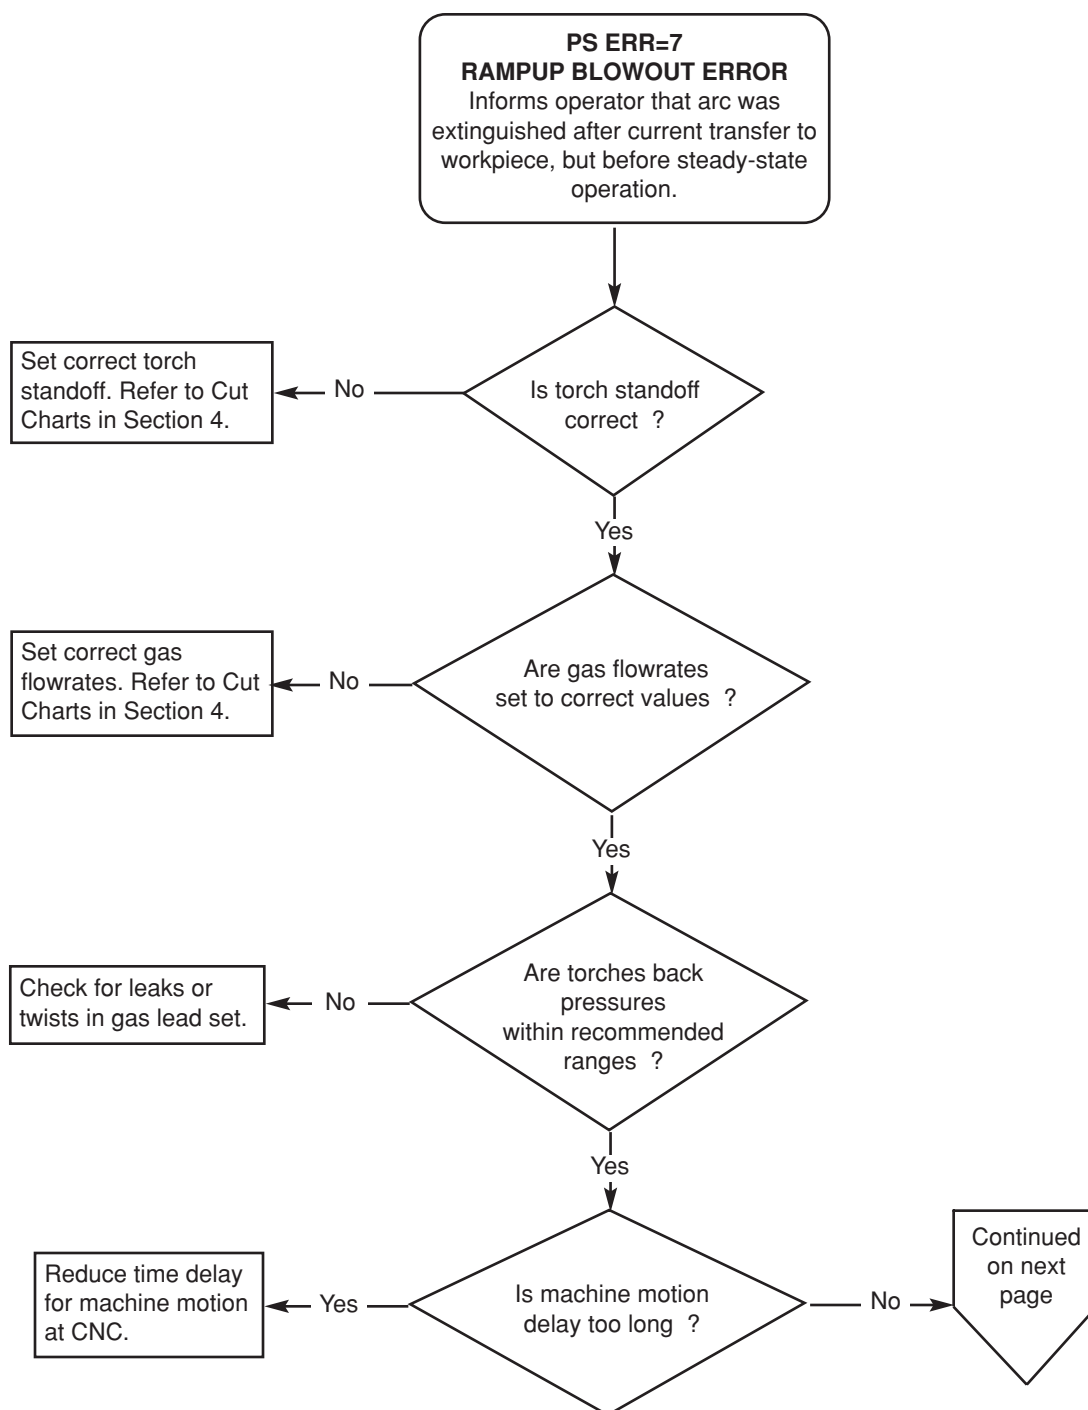 PS ERR=7
RAMPUP BLOWOUT ERROR
Informs operator that arc was
extinguished after current transfer to
workpiece, but before steady-state
operation.
Is torch standoff
correct ?
No
Set correct torch
standoff. Refer to Cut
Charts in Section 4.
Yes
Are gas flowrates
set to correct values ?
No
Set correct gas
flowrates. Refer to Cut
Charts in Section 4.
Yes
Are torches back
pressures
within recommended
ranges ?
No
Check for leaks or
twists in gas lead set.
Yes
Is machine motion
delay too long ?
Yes
Reduce time delay
for machine motion
at CNC.
No
Continued
on next
page